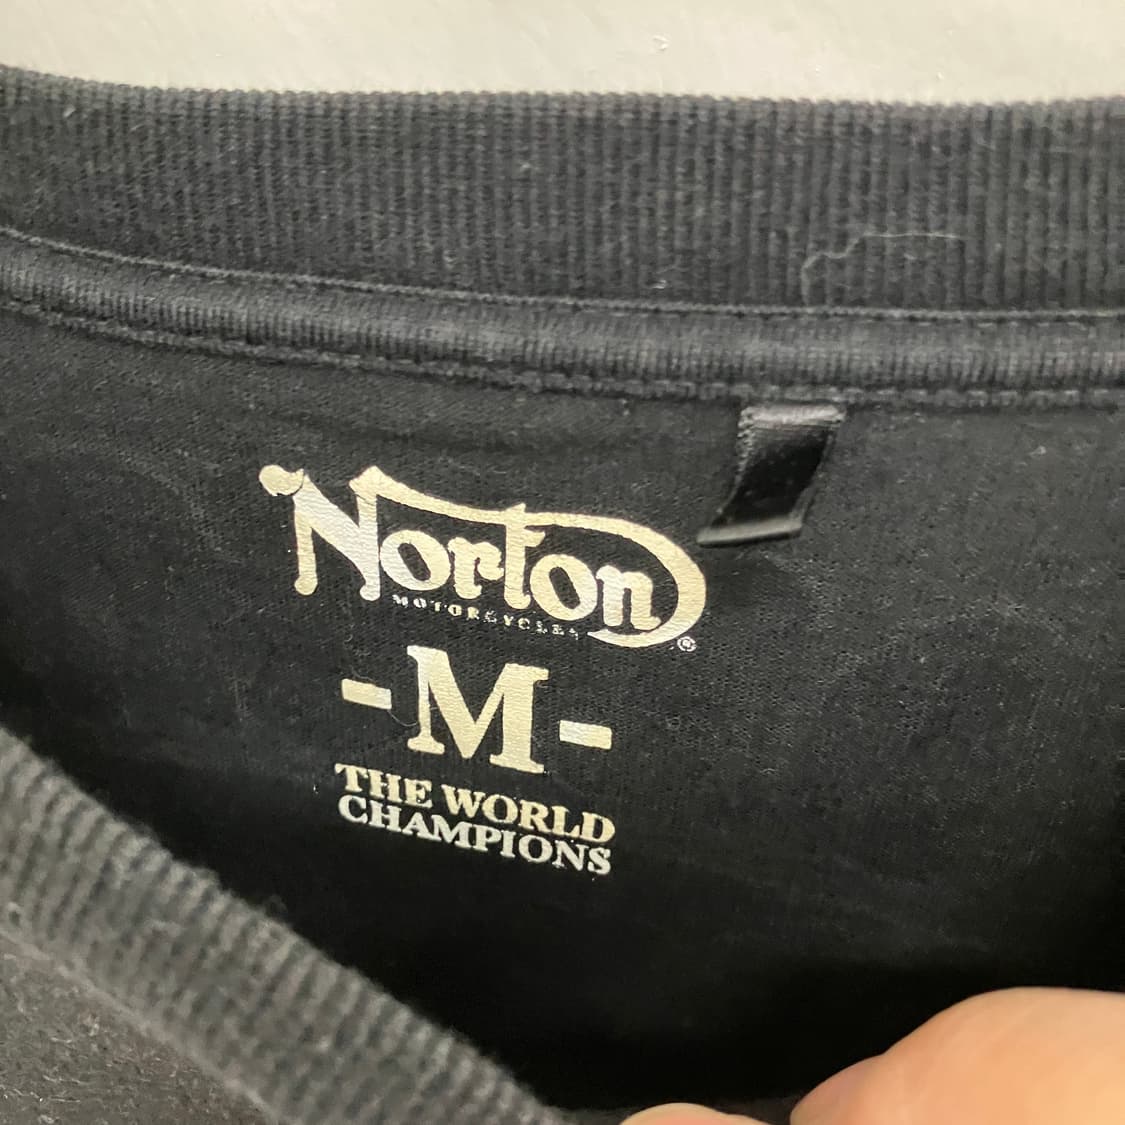 Norton
MOTORCYCLES
®
-M-
THE WORLD
CHAMPIONS